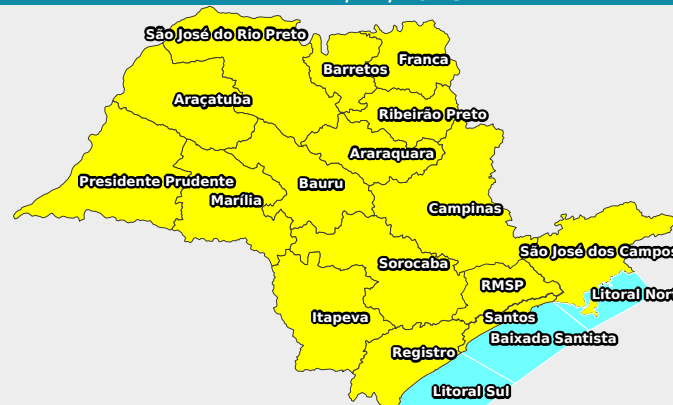 São José do Rio Preto
Franca
Barretos
Araçatuba
Ribeirão Preto
Araraquara
Presidente Prudente
Bauru
Marília
Campinas
São José dos Campos
Sorocaba
RMSP
Litoral Nort
Itapeva
Santos
Baixada Santista
Registro
Litoral Sul